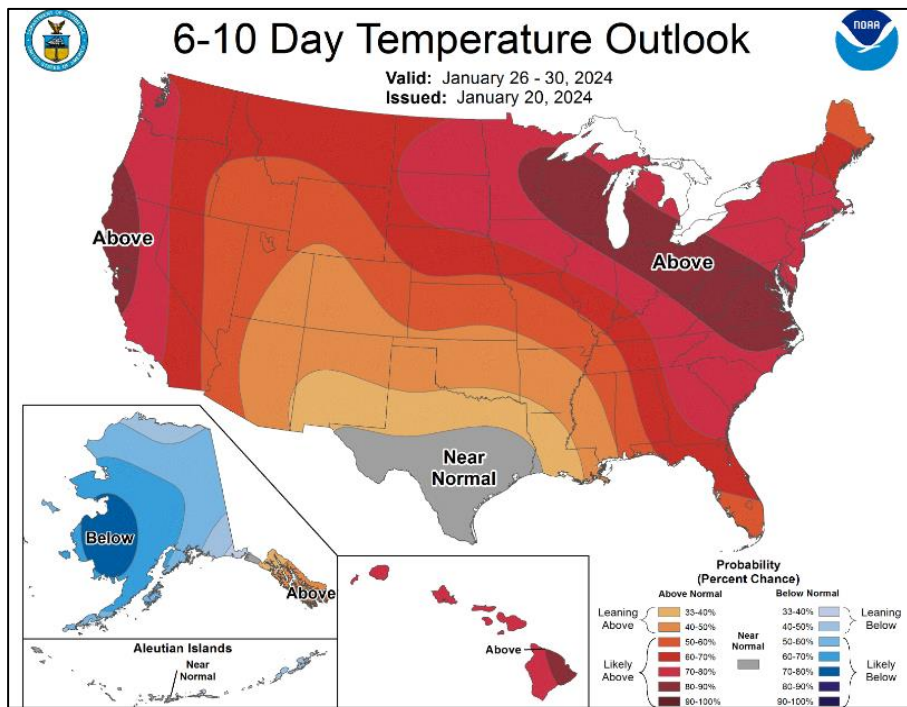 6-10 Day Temperature Outlook
Valid: January 26 - 30, 2024
Issued: January 20, 2024
NOAA
Above
Above
Near
Normal
Below
Above
Aleutian Islands
Near
Normal
Above
Probability
(Percent Chance)
Above Normal
Below Normal
Leaning
Above
33-40%
40-50%
Likely
Above
50-60%
60-70%
70-80%
80-90%
90-100%
Near
Normal
33-40%
40-50%
Leaning
Below
50-60%
60-70%
70-80%
80-90%
90-100%
Likely
Below